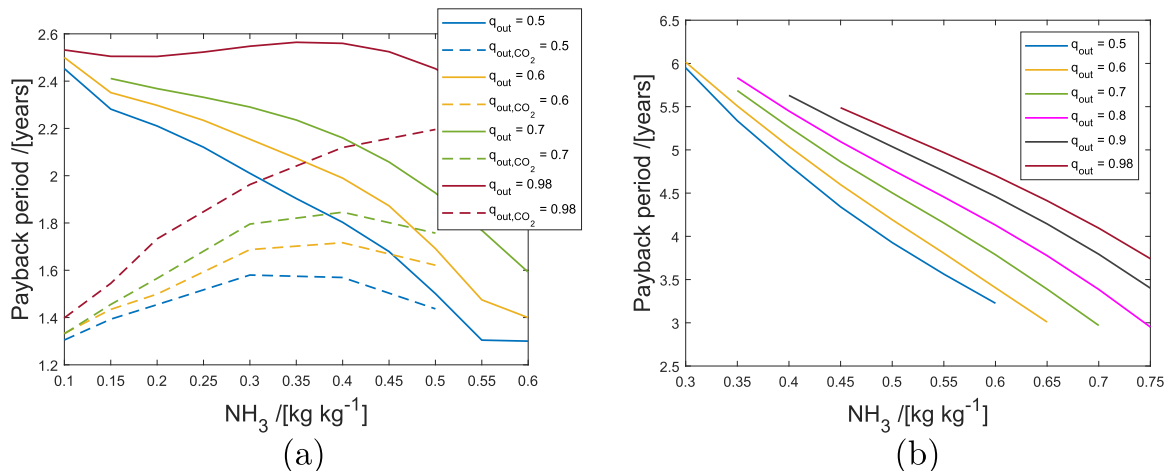 q_out = 0.5
q_out,CO_2 = 0.5
q_out = 0.6
q_out,CO_2 = 0.6
q_out = 0.7
q_out,CO_2 = 0.7
q_out = 0.98
q_out,CO_2 = 0.98
Payback period /[years]
2.6
2.4
2.2
2
1.8
1.6
1.4
1.2
0.1 0.15 0.2 0.25 0.3 0.35 0.4 0.45 0.5 0.55 0.6
NH_3 /[kg kg^-1]
(a)
q_out = 0.5
q_out = 0.6
q_out = 0.7
q_out = 0.8
q_out = 0.9
q_out = 0.98
Payback period /[years]
6.5
6
5.5
5
4.5
4
3.5
3
2.5
0.3 0.35 0.4 0.45 0.5 0.55 0.6 0.65 0.7 0.75
NH_3 /[kg kg^-1]
(b)